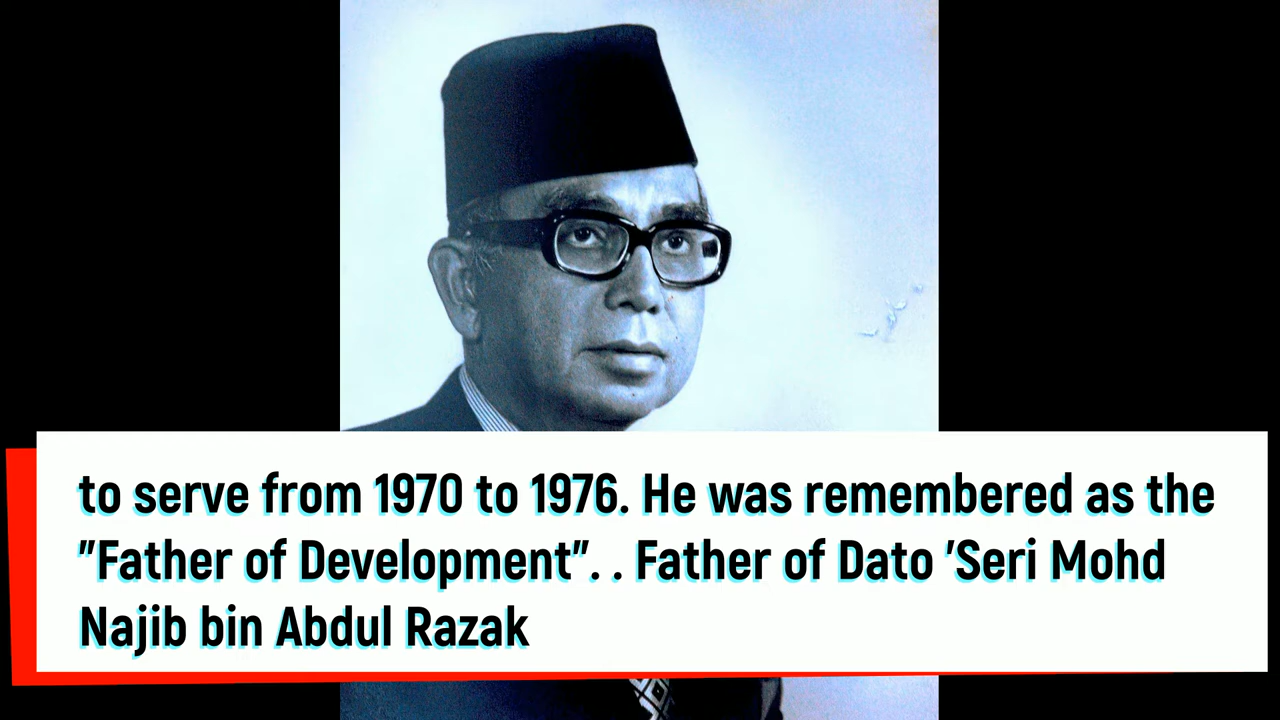 to serve from 1970 to 1976. He was remembered as the
"Father of Development". . Father of Dato 'Seri Mohd
Najib bin Abdul Razak